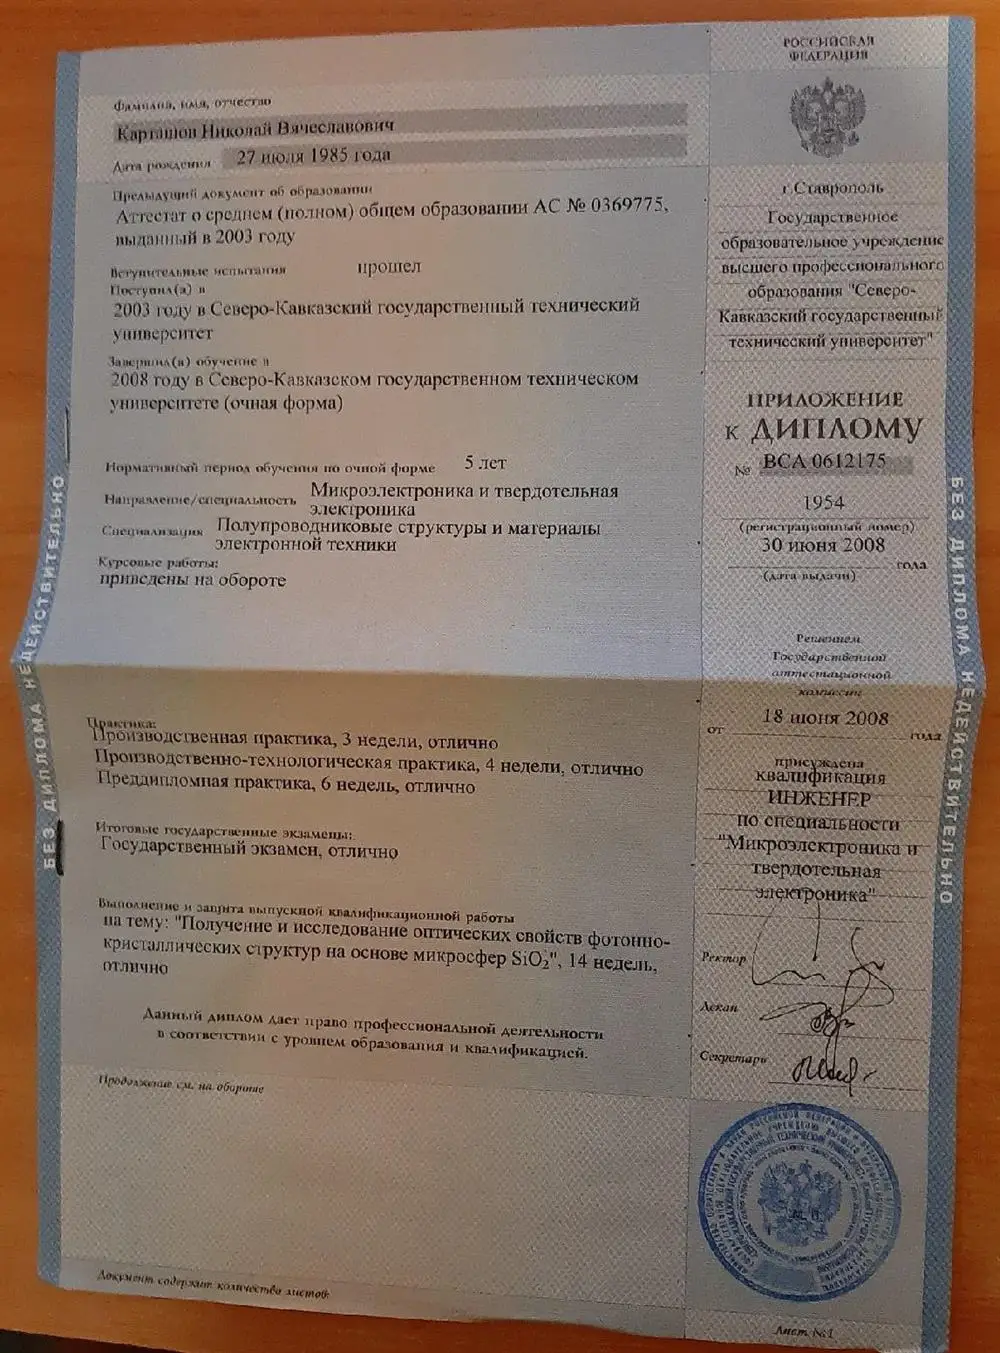 Фамилия, имя, отчество
Карташов Николай Вячеславович
Дата рождения 27 июля 1985 года
Предыдущий документ об образовании
Аттестат о среднем (полном) общем образовании АС № 0369775,
выданный в 2003 году
Вступительные испытания прошел
Поступил(а) в
2003 году в Северо-Кавказский государственный технический
университет
Завершил(а) обучение в
2008 году в Северо-Кавказском государственном техническом
университете (очная форма)
Нормативный период обучения по очной форме 5 лет
Направление/специальность Микроэлектроника и твердотельная
электроника
Специализация Полупроводниковые структуры и материалы
электронной техники
Курсовые работы:
приведены на обороте
Практика:
Производственная практика, 3 недели, отлично
Производственно-технологическая практика, 4 недели, отлично
Преддипломная практика, 6 недель, отлично
Итоговые государственные экзамены:
Государственный экзамен, отлично
Выполнение и защита выпускной квалификационной работы
на тему: "Получение и исследование оптических свойств фотонно-
кристаллических структур на основе микросфер SiO₂", 14 недель,
отлично
Данный диплом дает право профессиональной деятельности
в соответствии с уровнем образования и квалификацией.
Продолжение см. на обороте
Документ содержит количество листов:
РОССИЙСКАЯ
ФЕДЕРАЦИЯ
г.Ставрополь
Государственное
образовательное учреждение
высшего профессионального
образования "Северо-
Кавказский государственный
технический университет"
ПРИЛОЖЕНИЕ
к ДИПЛОМУ
№ ВСА 0612175
1954
(регистрационный номер)
30 июня 2008 года
(дата выдачи)
Решением
Государственной
аттестационной
комиссии
от 18 июня 2008 года
присуждена
квалификация
ИНЖЕНЕР
по специальности
"Микроэлектроника и
твердотельная
электроника"
Ректор
Декан
Секретарь
Лист №1
БЕЗ ДИПЛОМА НЕДЕЙСТВИТЕЛЬНО
БЕЗ ДИПЛОМА НЕДЕЙСТВИТЕЛЬНО